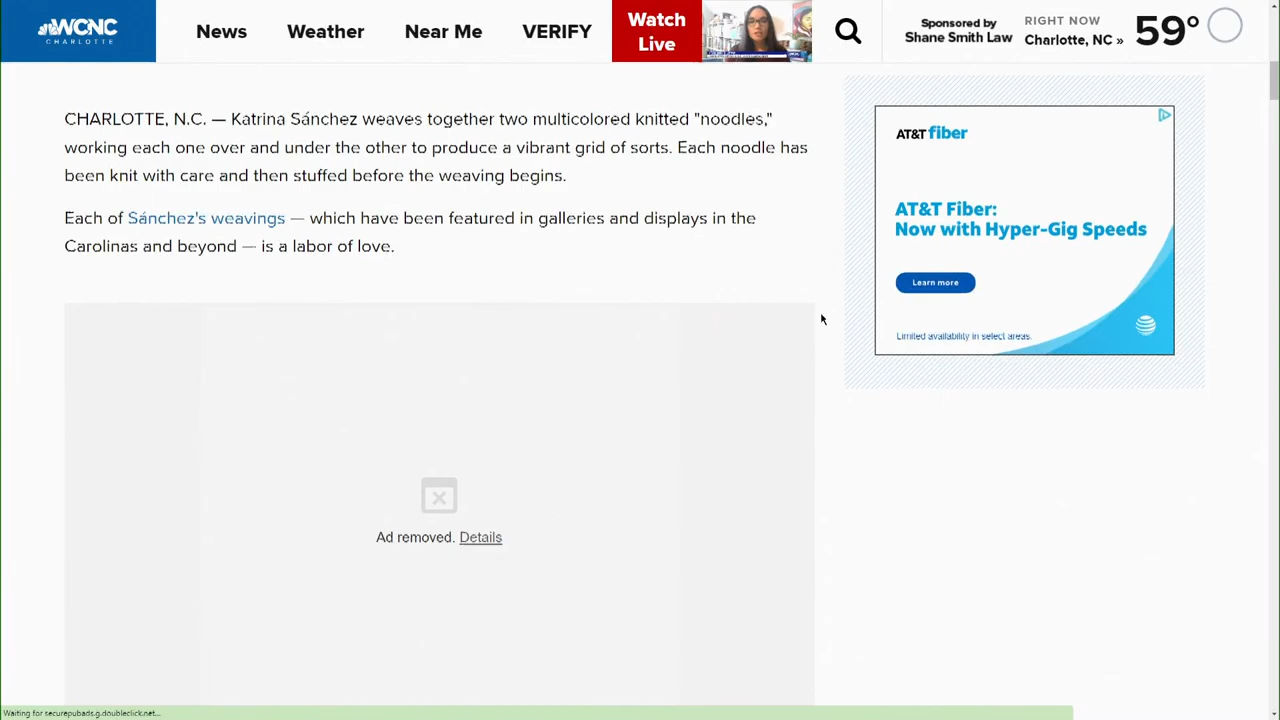 WCNC
CHARLOTTE
News
Weather
Near Me
VERIFY
Watch
Live
Sponsored by
Shane Smith Law
RIGHT NOW
Charlotte, NC »
59°
CHARLOTTE, N.C. — Katrina Sánchez weaves together two multicolored knitted "noodles,"
working each one over and under the other to produce a vibrant grid of sorts. Each noodle has
been knit with care and then stuffed before the weaving begins.
Each of Sánchez's weavings — which have been featured in galleries and displays in the
Carolinas and beyond — is a labor of love.
AT&T fiber
AT&T Fiber:
Now with Hyper-Gig Speeds
Learn more
Limited availability in select areas.
Ad removed. Details
Waiting for securepubads.g.doubleclick.net...